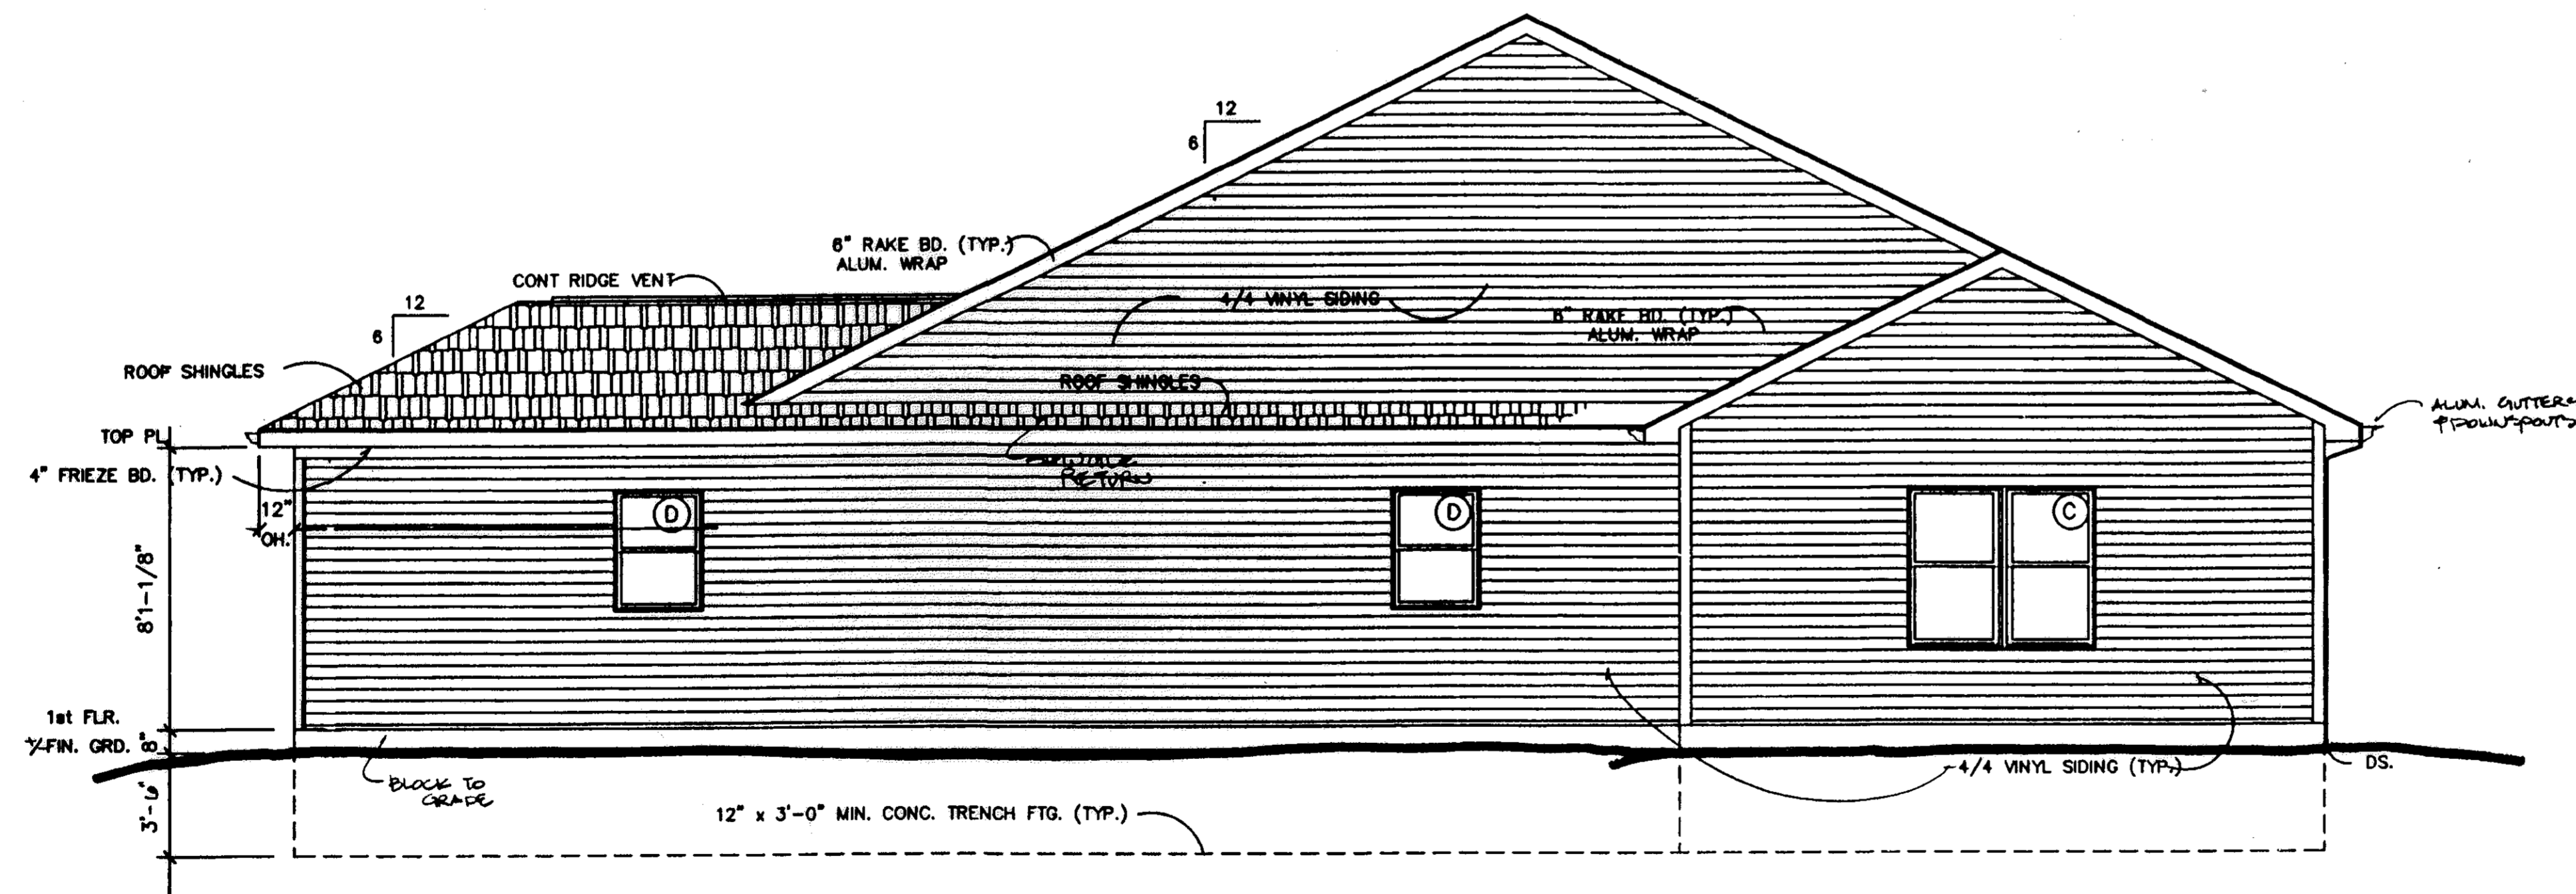 12
6
6" RAKE BD. (TYP.)
ALUM. WRAP
CONT RIDGE VENT
12
6
4/4 VINYL SIDING
6" RAKE BD. (TYP.)
ALUM. WRAP
ROOF SHINGLES
ROOF SHINGLES
ALUM. GUTTERS
& DOWNSPOUTS
TOP PL
RETURN
4" FRIEZE BD. (TYP.)
12"
OH.
D
D
C
8'1-1/8"
1st FLR.
+/-FIN. GRD.
8"
BLOCK TO
GRADE
4/4 VINYL SIDING (TYP.)
DS.
3'-6"
12" x 3'-0" MIN. CONC. TRENCH FTG. (TYP.)